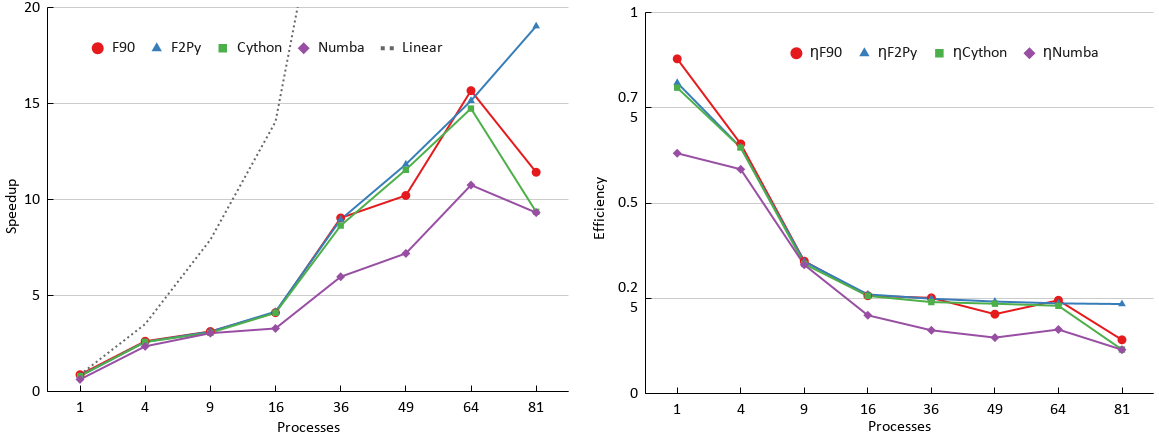 20
15
10
5
0
Speedup
F90 F2Py Cython Numba Linear
1 4 9 16 36 49 64 81
Processes
1
0.7
5
0.5
0.2
5
0
Efficiency
ηF90 ηF2Py ηCython ηNumba
1 4 9 16 36 49 64 81
Processes